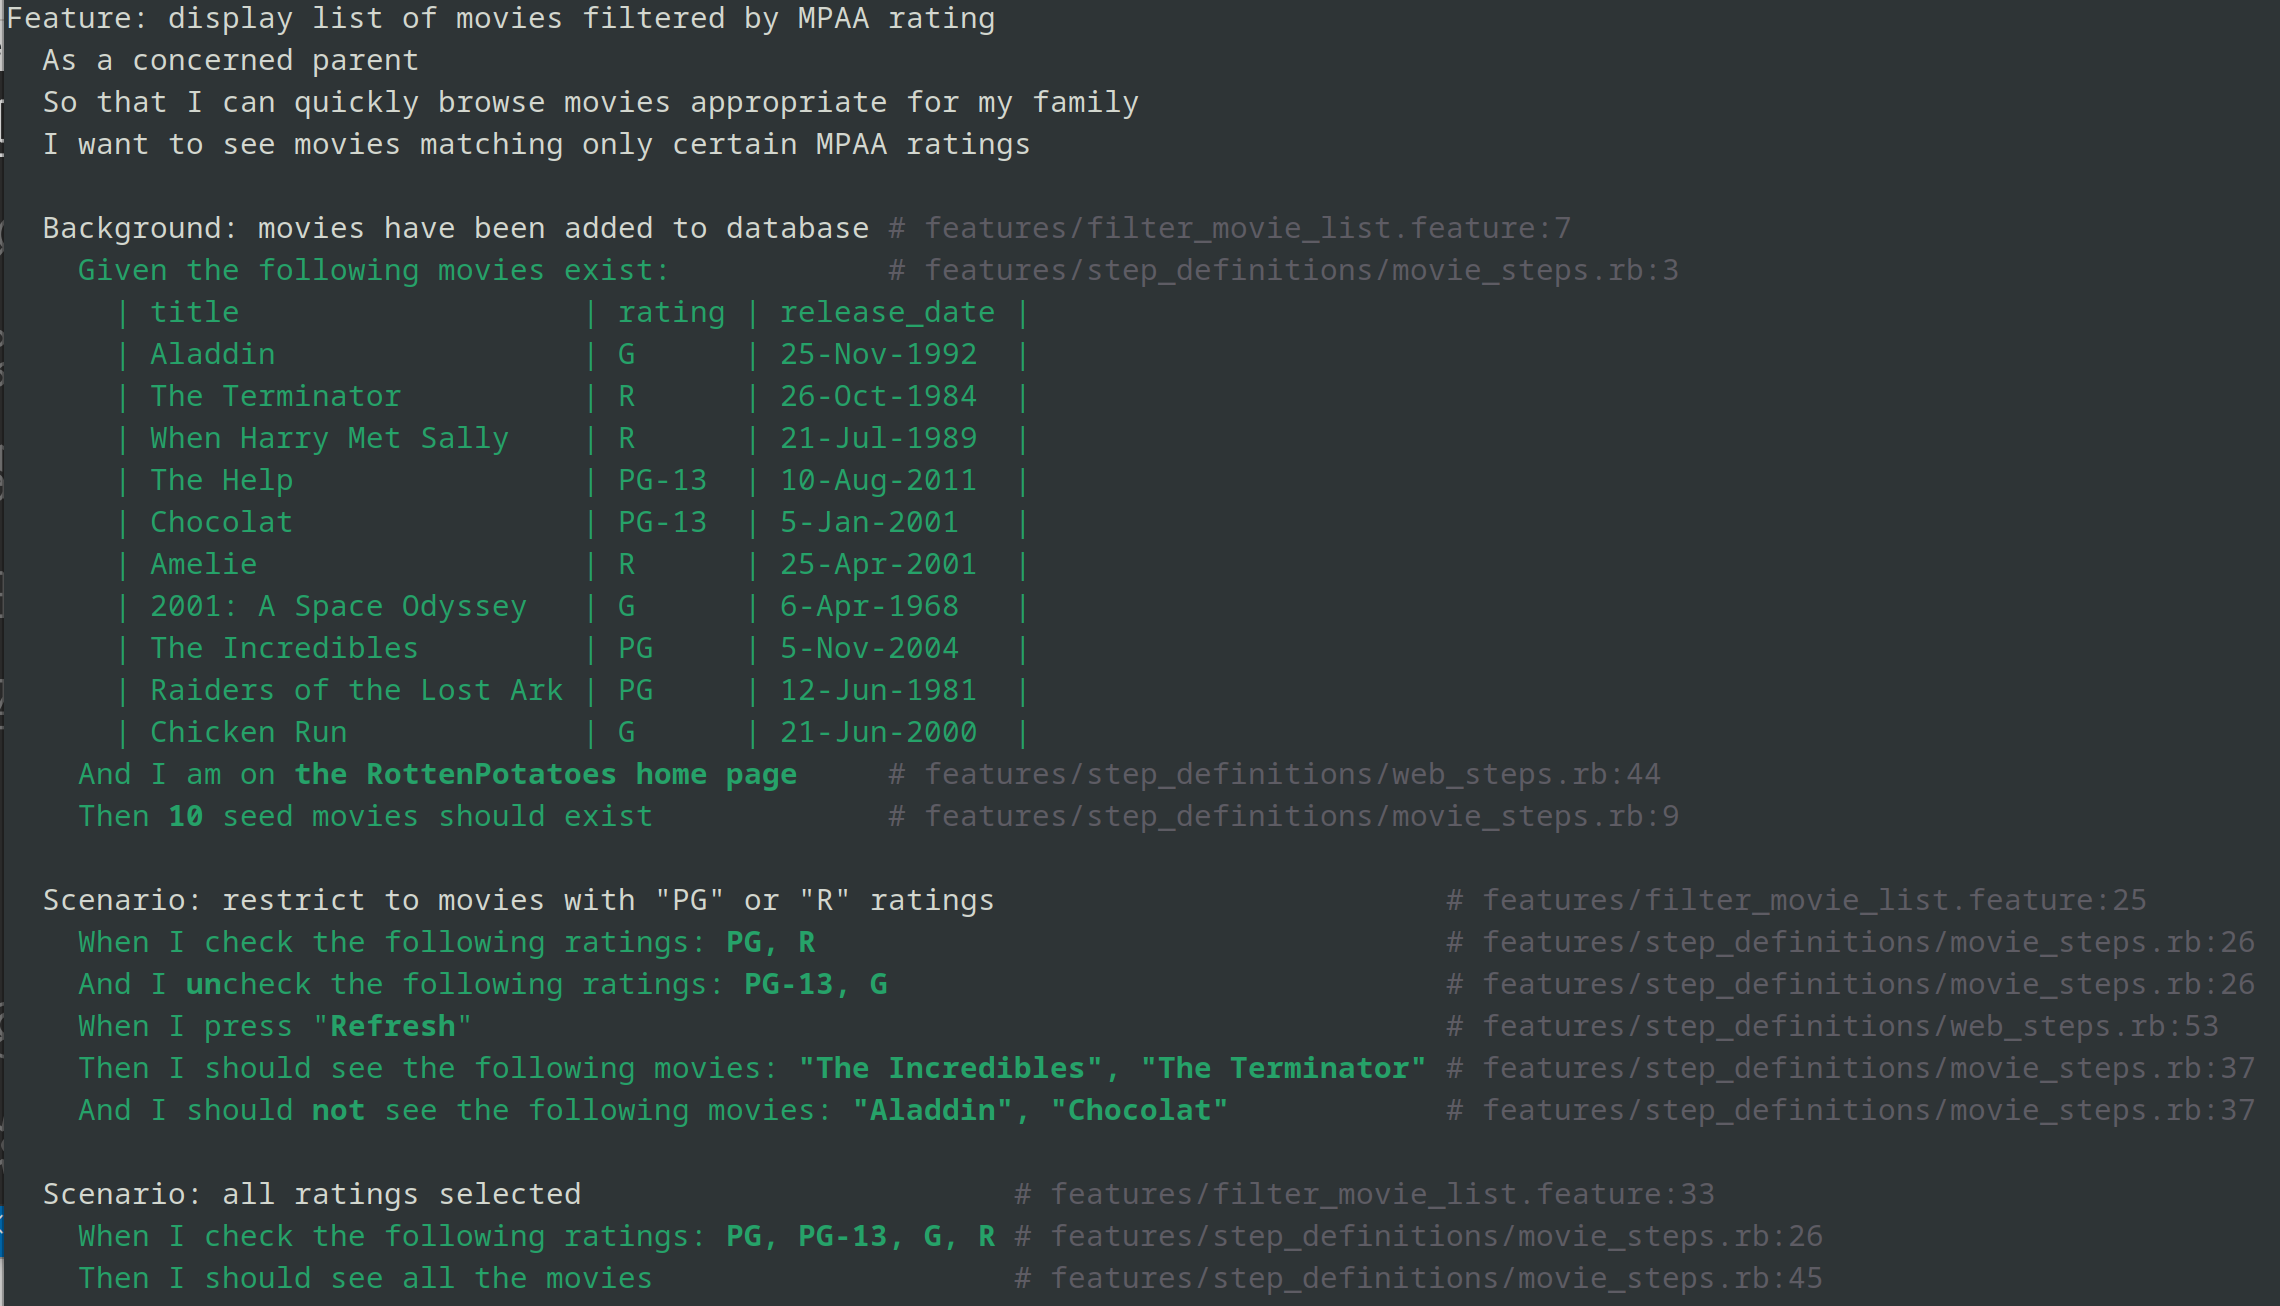 Feature: display list of movies filtered by MPAA rating
  As a concerned parent
  So that I can quickly browse movies appropriate for my family
  I want to see movies matching only certain MPAA ratings

  Background: movies have been added to database # features/filter_movie_list.feature:7
    Given the following movies exist:            # features/step_definitions/movie_steps.rb:3
      | title                   | rating | release_date |
      | Aladdin                 | G      | 25-Nov-1992  |
      | The Terminator          | R      | 26-Oct-1984  |
      | When Harry Met Sally    | R      | 21-Jul-1989  |
      | The Help                | PG-13  | 10-Aug-2011  |
      | Chocolat                | PG-13  | 5-Jan-2001   |
      | Amelie                  | R      | 25-Apr-2001  |
      | 2001: A Space Odyssey   | G      | 6-Apr-1968   |
      | The Incredibles         | PG     | 5-Nov-2004   |
      | Raiders of the Lost Ark | PG     | 12-Jun-1981  |
      | Chicken Run             | G      | 21-Jun-2000  |
    And I am on the RottenPotatoes home page     # features/step_definitions/web_steps.rb:44
    Then 10 seed movies should exist             # features/step_definitions/movie_steps.rb:9

  Scenario: restrict to movies with "PG" or "R" ratings                         # features/filter_movie_list.feature:25
    When I check the following ratings: PG, R                                   # features/step_definitions/movie_steps.rb:26
    And I uncheck the following ratings: PG-13, G                               # features/step_definitions/movie_steps.rb:26
    When I press "Refresh"                                                      # features/step_definitions/web_steps.rb:53
    Then I should see the following movies: "The Incredibles", "The Terminator" # features/step_definitions/movie_steps.rb:37
    And I should not see the following movies: "Aladdin", "Chocolat"            # features/step_definitions/movie_steps.rb:37

  Scenario: all ratings selected                        # features/filter_movie_list.feature:33
    When I check the following ratings: PG, PG-13, G, R # features/step_definitions/movie_steps.rb:26
    Then I should see all the movies                    # features/step_definitions/movie_steps.rb:45